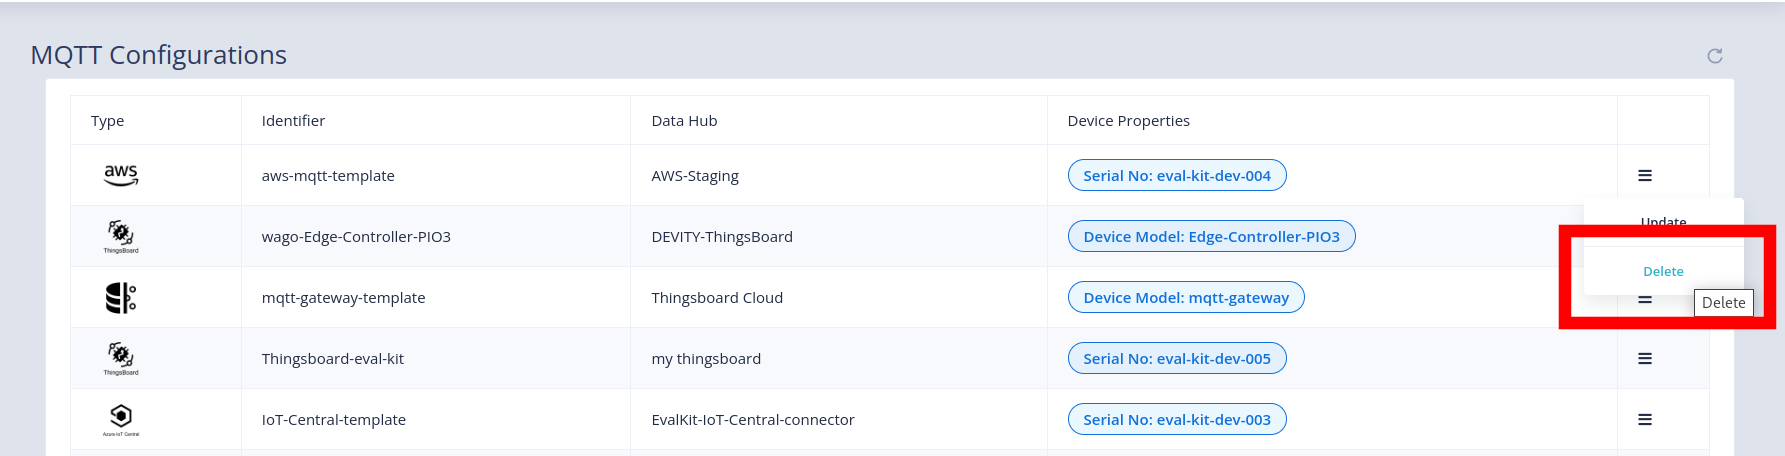 MQTT Configurations
Type Identifier Data Hub Device Properties
aws aws-mqtt-template AWS-Staging Serial No: eval-kit-dev-004
Update
ThingsBoard wago-Edge-Controller-PIO3 DEVITY-ThingsBoard Device Model: Edge-Controller-PIO3
Delete
mqtt-gateway-template Thingsboard Cloud Device Model: mqtt-gateway
Delete
ThingsBoard Thingsboard-eval-kit my thingsboard Serial No: eval-kit-dev-005
Azure IoT Central IoT-Central-template EvalKit-IoT-Central-connector Serial No: eval-kit-dev-003